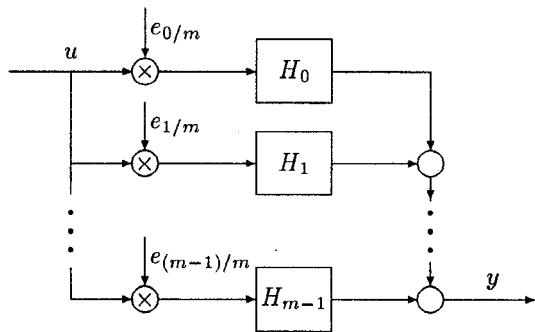 e_{0/m}
u
× H_0
e_{1/m}
× H_1
e_{(m-1)/m}
× H_{m-1} y